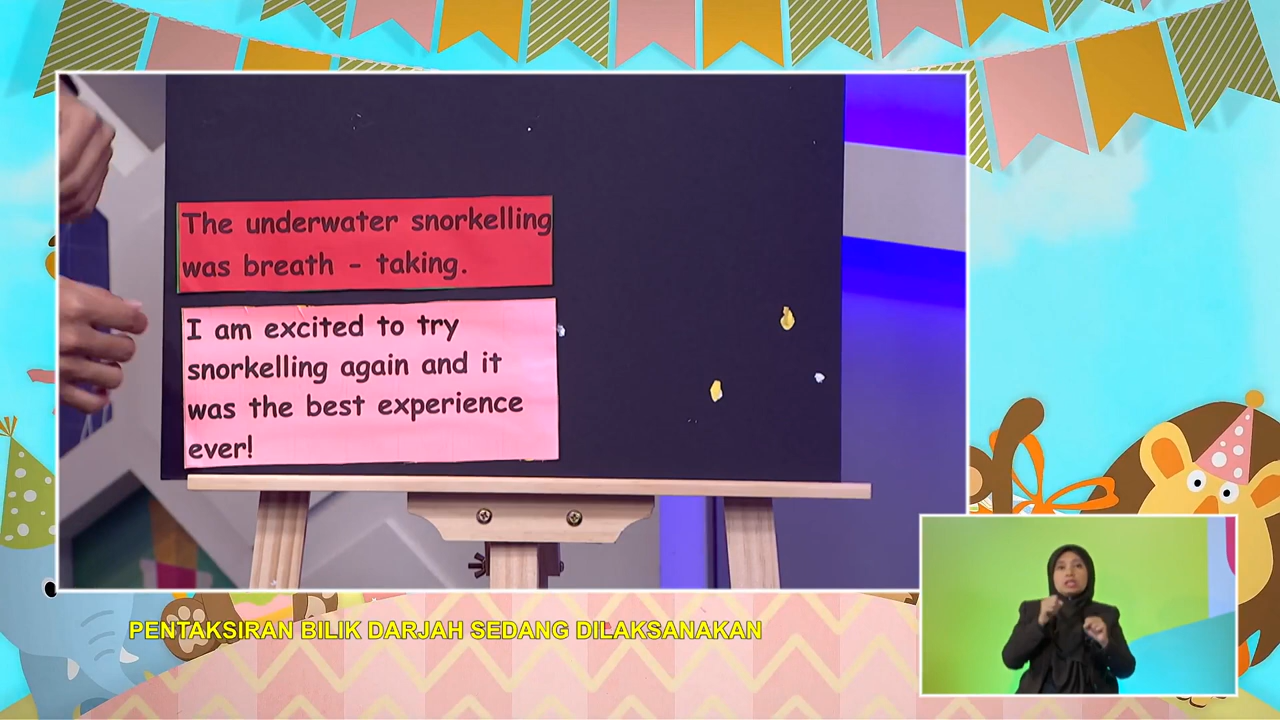 The underwater snorkelling
was breath - taking.
I am excited to try
snorkelling again and it
was the best experience
ever!
PENTAKSIRAN BILIK DARJAH SEDANG DILAKSANAKAN